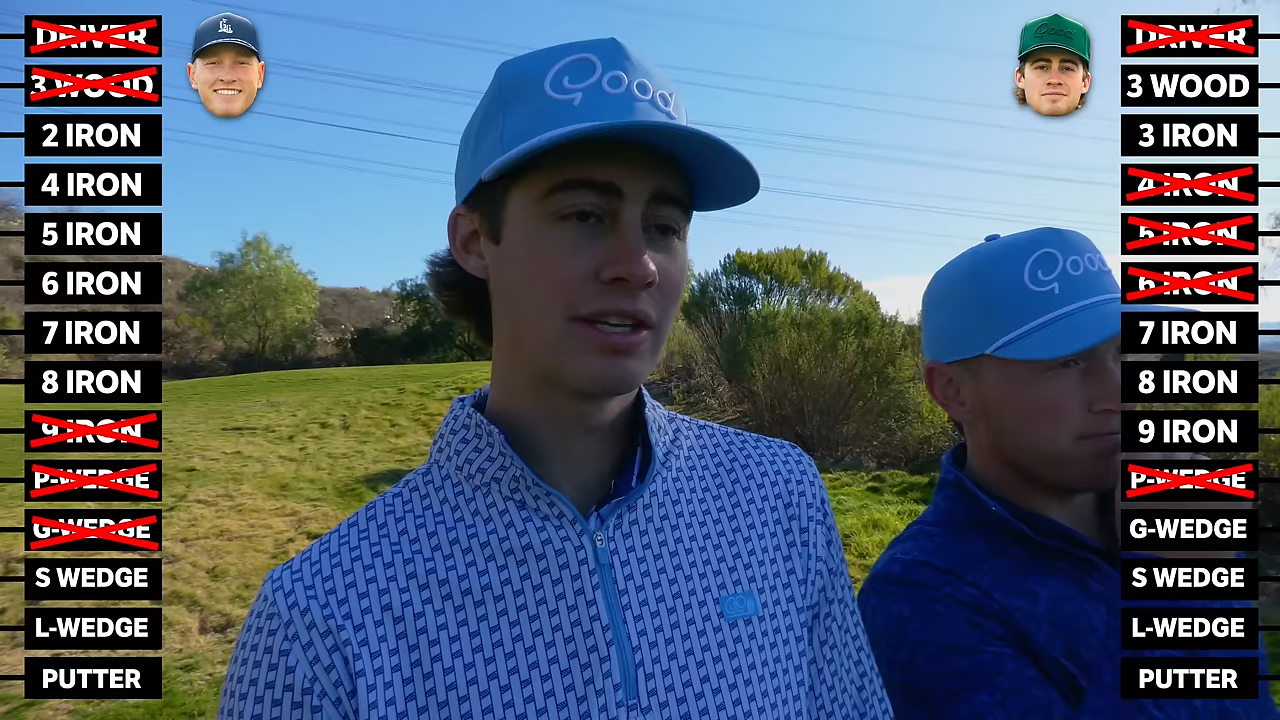 DRIVER
3 WOOD
2 IRON
4 IRON
5 IRON
6 IRON
7 IRON
8 IRON
9 IRON
P-WEDGE
G-WEDGE
S WEDGE
L-WEDGE
PUTTER
Good
Good
Good
DRIVER
3 WOOD
3 IRON
4 IRON
5 IRON
6 IRON
7 IRON
8 IRON
9 IRON
P-WEDGE
G-WEDGE
S WEDGE
L-WEDGE
PUTTER